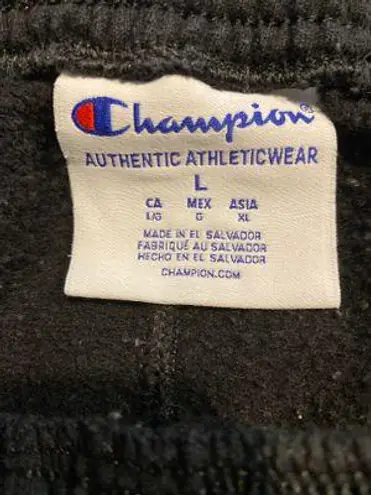 Champion®
AUTHENTIC ATHLETICWEAR
L
CA MEX ASIA
L/G G XL
MADE IN EL SALVADOR
FABRIQUÉ AU SALVADOR
HECHO EN EL SALVADOR
CHAMPION.COM